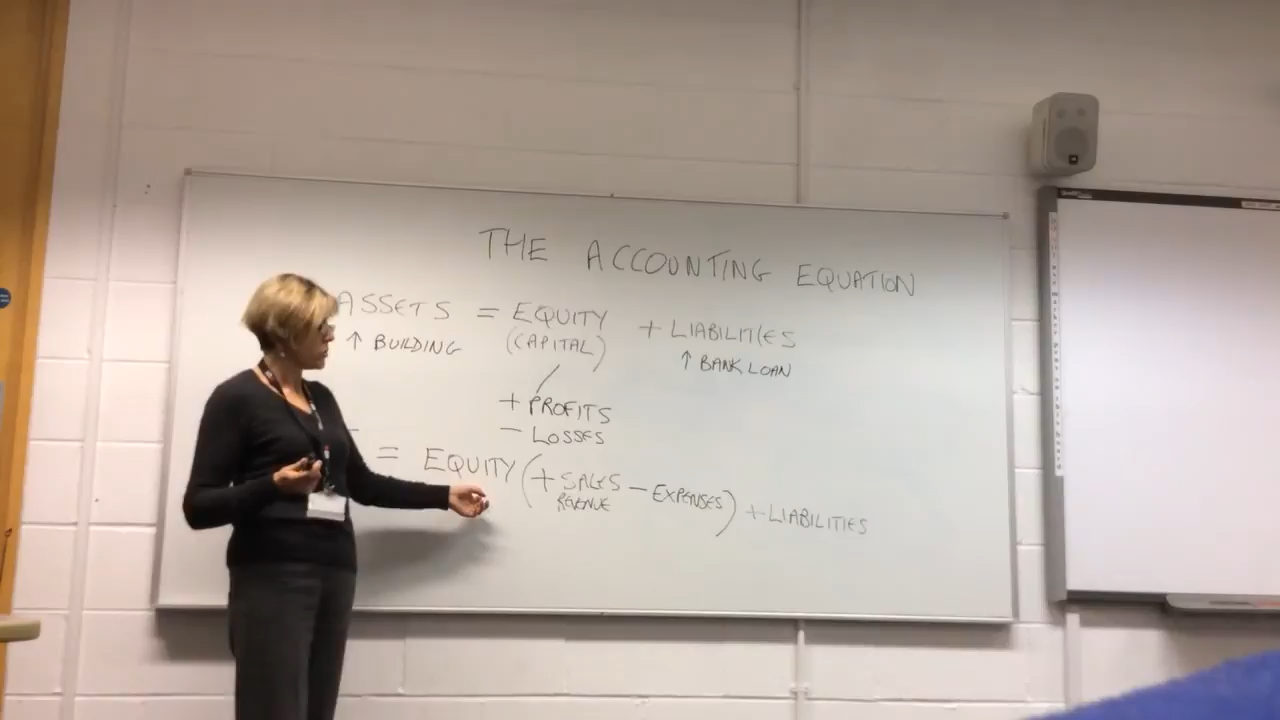 THE ACCOUNTING EQUATION
ASSETS = EQUITY + LIABILITIES
↑ BUILDING (CAPITAL) ↑ BANK LOAN
+ PROFITS
- LOSSES
= EQUITY (+ SALES - EXPENSES) + LIABILITIES
REVENUE